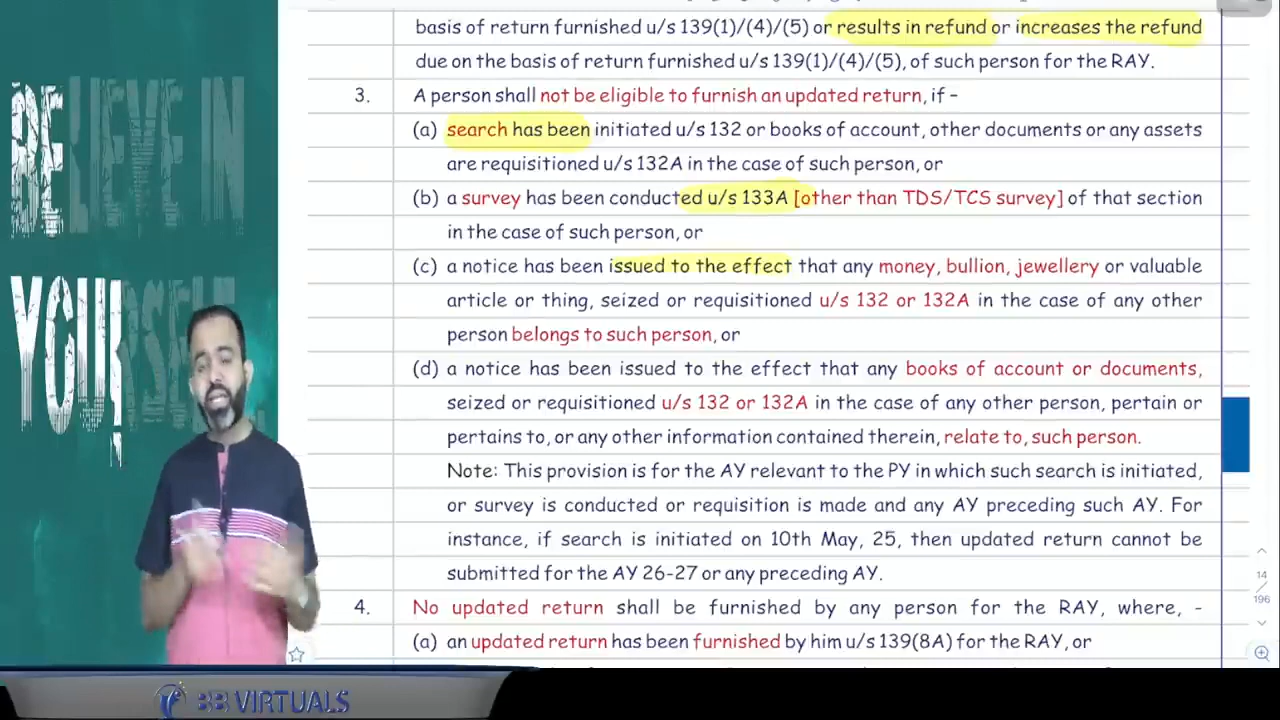 BELIEVE IN
YOURSELF
basis of return furnished u/s 139(1)/(4)/(5) or results in refund or increases the refund
due on the basis of return furnished u/s 139(1)/(4)/(5), of such person for the RAY.
3. A person shall not be eligible to furnish an updated return, if –
(a) search has been initiated u/s 132 or books of account, other documents or any assets
are requisitioned u/s 132A in the case of such person, or
(b) a survey has been conducted u/s 133A [other than TDS/TCS survey] of that section
in the case of such person, or
(c) a notice has been issued to the effect that any money, bullion, jewellery or valuable
article or thing, seized or requisitioned u/s 132 or 132A in the case of any other
person belongs to such person, or
(d) a notice has been issued to the effect that any books of account or documents,
seized or requisitioned u/s 132 or 132A in the case of any other person, pertain or
pertains to, or any other information contained therein, relate to, such person.
Note: This provision is for the AY relevant to the PY in which such search is initiated,
or survey is conducted or requisition is made and any AY preceding such AY. For
instance, if search is initiated on 10th May, 25, then updated return cannot be
submitted for the AY 26-27 or any preceding AY.
4. No updated return shall be furnished by any person for the RAY, where, -
(a) an updated return has been furnished by him u/s 139(8A) for the RAY, or
14
196
BB VIRTUALS